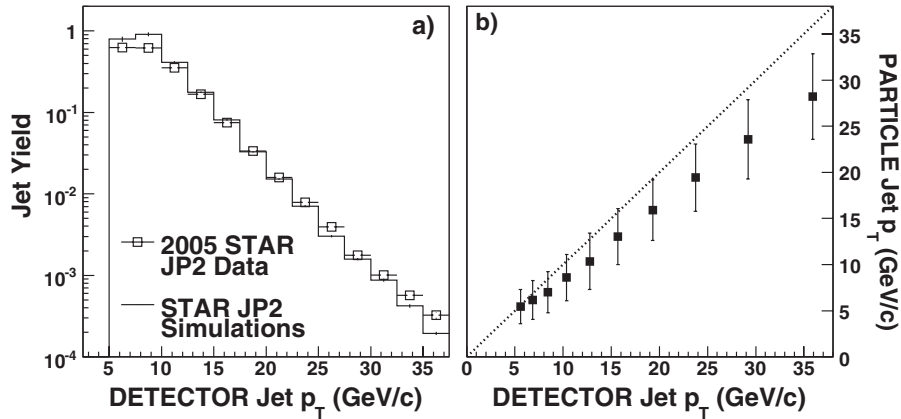 a)
Jet Yield
1
10^-1
10^-2
10^-3
10^-4
2005 STAR
JP2 Data
STAR JP2
Simulations
5 10 15 20 25 30 35
DETECTOR Jet p_T (GeV/c)
b)
35
30
25
20
15
10
5
0
PARTICLE Jet p_T (GeV/c)
0 5 10 15 20 25 30 35
DETECTOR Jet p_T (GeV/c)